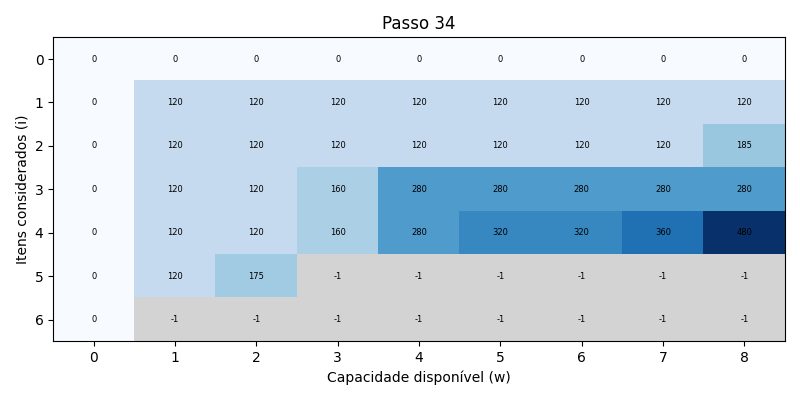 Passo 34
Itens considerados (i)
0 0 0 0 0 0 0 0 0 0
1 0 120 120 120 120 120 120 120 120
2 0 120 120 120 120 120 120 120 185
3 0 120 120 160 280 280 280 280 280
4 0 120 120 160 280 320 320 360 480
5 0 120 175 -1 -1 -1 -1 -1 -1
6 0 -1 -1 -1 -1 -1 -1 -1 -1
0 1 2 3 4 5 6 7 8
Capacidade disponível (w)